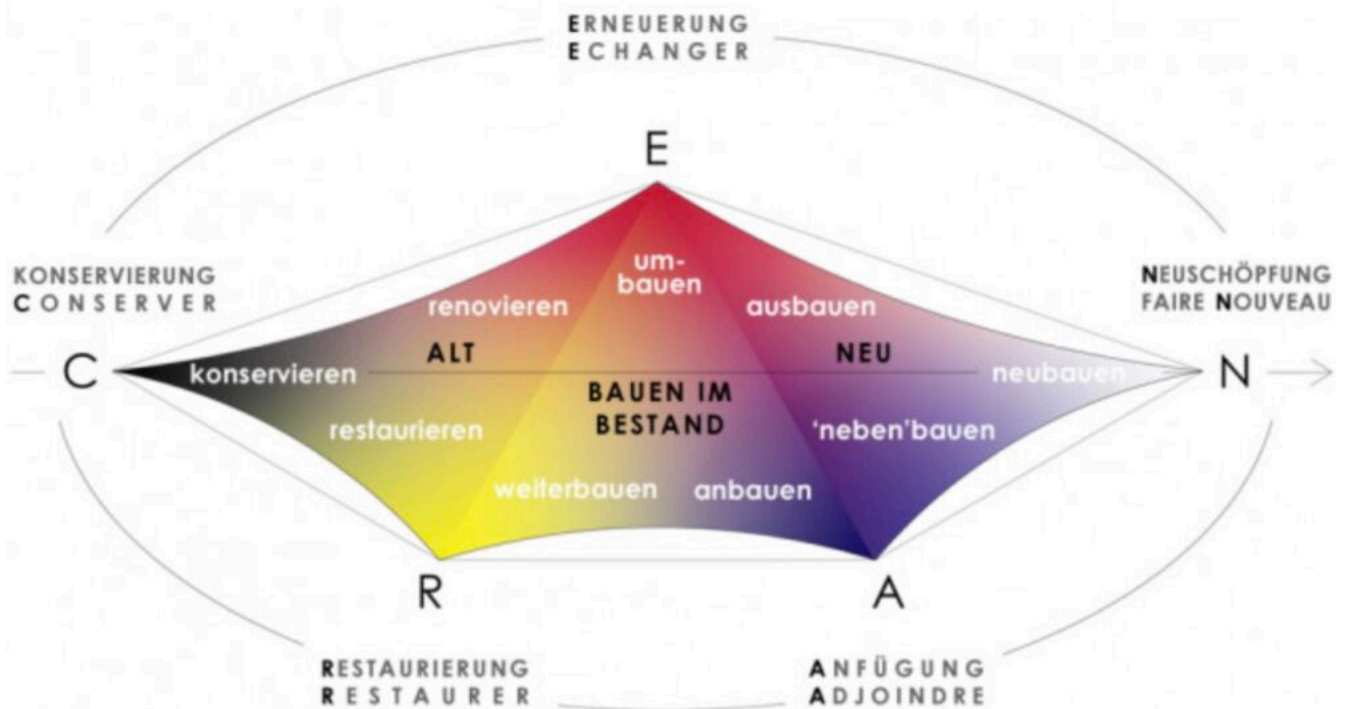 ERNEUERUNG
ECHANGER
E
KONSERVIERUNG
CONSERVER
NEUSCHÖPFUNG
FAIRE NOUVEAU
um-
bauen
renovieren
ausbauen
ALT
NEU
C
konservieren
neubauen
N
BAUEN IM
BESTAND
restaurieren
'neben'bauen
weiterbauen
anbauen
R
A
RESTAURIERUNG
RESTAURER
ANFÜGUNG
ADJOINDRE